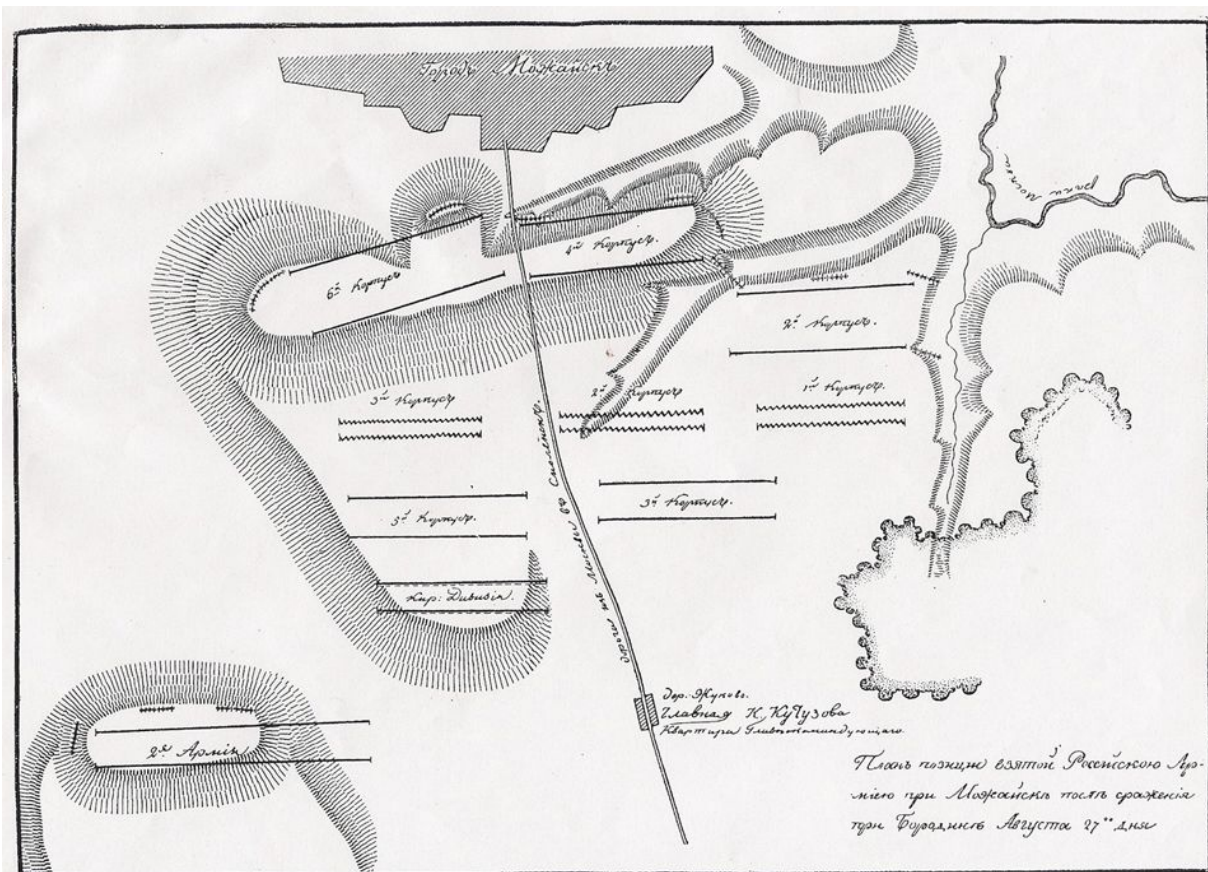 Городъ Можайскъ
рѣка Москва
6й Корпусъ
4й Корпусъ.
2й Корпусъ.
3й Корпусъ
2й Корпусъ
1й Корпусъ.
5й Корпусъ.
3й Корпусъ.
Дорога изъ Москвы въ Смоленскъ.
Кир: Дивизія.
2я Армія
Дер. Жуково.
Главная К. Кутузова
Квартира Главнокомандующаго
Планъ позиціи взятой Россійскою Ар-
міею при Можайскѣ послѣ сраженія
при Бородинѣ Августа 27го дня